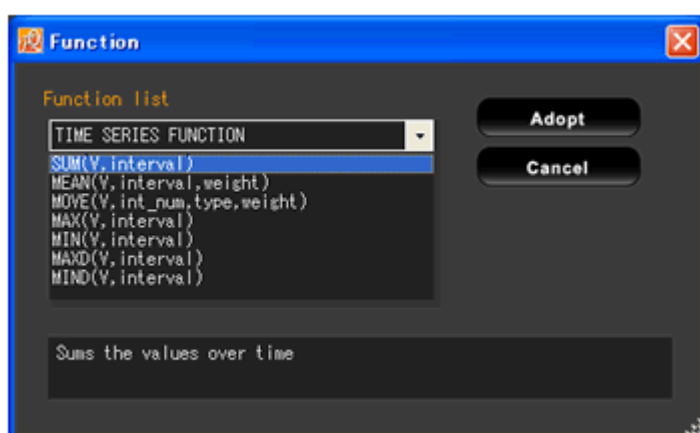 Function
Function list
TIME SERIES FUNCTION
SUM(V,interval)
MEAN(V,interval,weight)
MOVE(V,int_num,type,weight)
MAX(V,interval)
MIN(V,interval)
MAXD(V,interval)
MIND(V,interval)
Adopt
Cancel
Sums the values over time